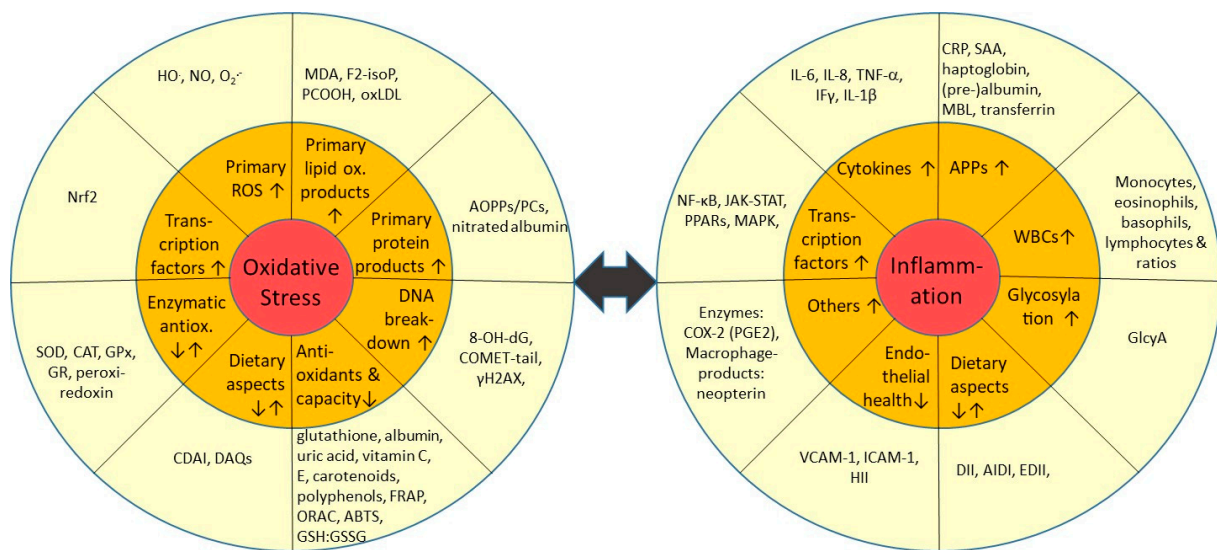 HO·, NO, O₂·⁻
MDA, F2-isoP,
PCOOH, oxLDL
Nrf2
AOPPs/PCs,
nitrated albumin
SOD, CAT, GPx,
GR, peroxi-
redoxin
8-OH-dG,
COMET-tail,
γH2AX,
CDAI, DAQs
glutathione, albumin,
uric acid, vitamin C,
E, carotenoids,
polyphenols, FRAP,
ORAC, ABTS,
GSH:GSSG
Primary
ROS ↑
Primary
lipid ox.
products
↑
Trans-
cription
factors ↑
Primary
protein
products ↑
Enzymatic
antiox.
↓↑
DNA
break-
down ↑
Dietary
aspects
↓↑
Anti-
oxidants &
capacity↓
Oxidative
Stress
IL-6, IL-8, TNF-α,
IFγ, IL-1β
CRP, SAA,
haptoglobin,
(pre-)albumin,
MBL, transferrin
NF-κB, JAK-STAT,
PPARs, MAPK,
Monocytes,
eosinophils,
basophils,
lymphocytes &
ratios
Enzymes:
COX-2 (PGE2),
Macrophage-
products:
neopterin
GlcyA
VCAM-1, ICAM-1,
HII
DII, AIDI, EDII,
Cytokines ↑
APPs ↑
Trans-
cription
factors ↑
WBCs↑
Others ↑
Glycosyla
tion ↑
Endo-
thelial
health↓
Dietary
aspects
↓↑
Inflamm-
ation